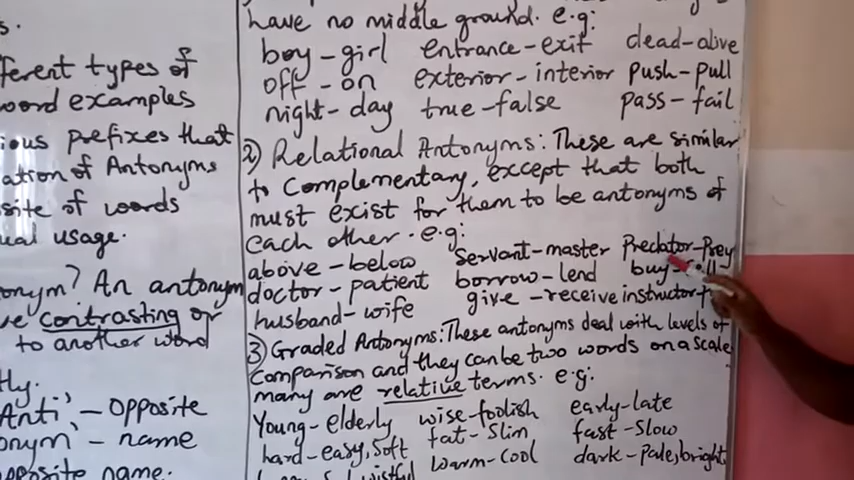 s.
ferent types of
word examples
ious prefixes that
ation of Antonyms
site of words
ual usage.
onym? An antonym
ve contrasting or
to another word
tly.
Anti' - opposite
onym' - name
opposite name.
have no middle ground. e.g:
boy - girl entrance - exit dead - alive
off - on exterior - interior push - pull
night - day true - false pass - fail
2) Relational Antonyms: These are similar
to Complementary, except that both
must exist for them to be antonyms of
each other. e.g:
above - below Servant - master Predator - Prey
doctor - patient borrow - lend buy
husband - wife give - receive instructor
3) Graded Antonyms: These antonyms deal with levels of
Comparison and they can be two words on a scale
many are relative terms. e.g:
Young - elderly wise - foolish early - late
hard - easy, soft fat - Slim fast - Slow
warm - cool dark - pale, bright